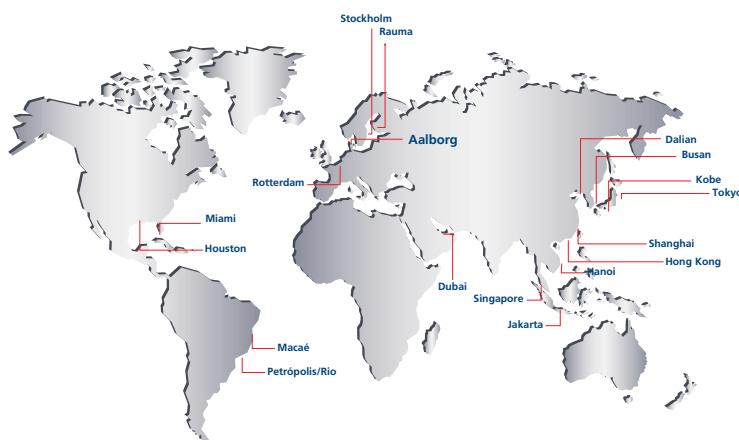 Stockholm
Rauma
Aalborg
Rotterdam
Dalian
Busan
Kobe
Tokyo
Miami
Houston
Shanghai
Hong Kong
Hanoi
Dubai
Singapore
Jakarta
Macaé
Petrópolis/Rio